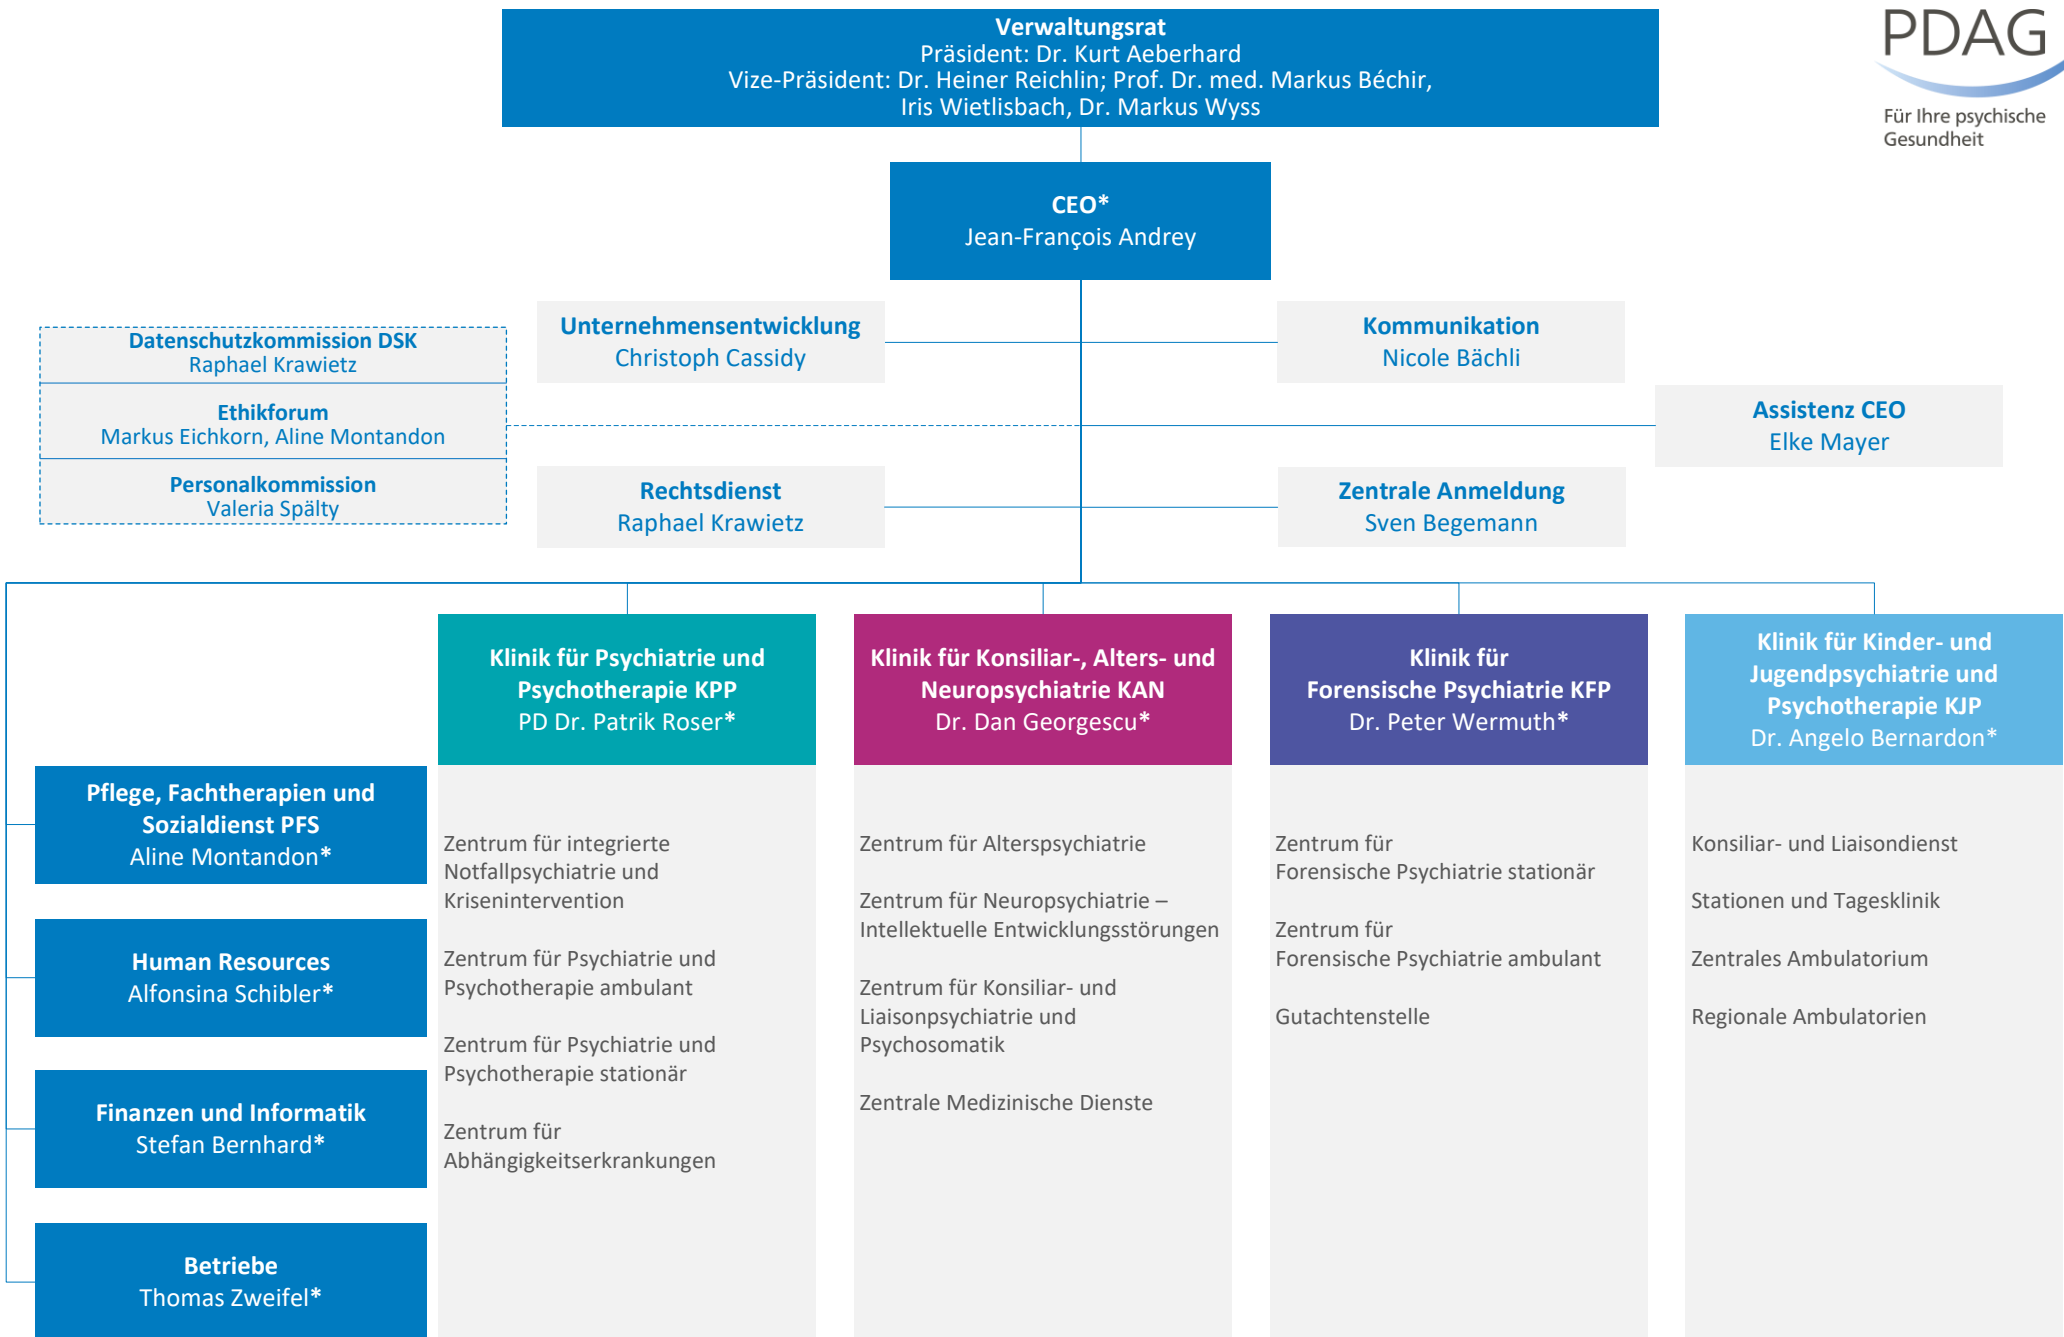 Verwaltungsrat
Präsident: Dr. Kurt Aeberhard
Vize-Präsident: Dr. Heiner Reichlin; Prof. Dr. med. Markus Béchir,
Iris Wietlisbach, Dr. Markus Wyss
PDAG
Für Ihre psychische
Gesundheit
CEO*
Jean-François Andrey
Unternehmensentwicklung
Christoph Cassidy
Kommunikation
Nicole Bächli
Datenschutzkommission DSK
Raphael Krawietz
Ethikforum
Markus Eichkorn, Aline Montandon
Personalkommission
Valeria Spälty
Assistenz CEO
Elke Mayer
Rechtsdienst
Raphael Krawietz
Zentrale Anmeldung
Sven Begemann
Pflege, Fachtherapien und
Sozialdienst PFS
Aline Montandon*
Human Resources
Alfonsina Schibler*
Finanzen und Informatik
Stefan Bernhard*
Betriebe
Thomas Zweifel*
Klinik für Psychiatrie und
Psychotherapie KPP
PD Dr. Patrik Roser*
Zentrum für integrierte
Notfallpsychiatrie und
Krisenintervention
Zentrum für Psychiatrie und
Psychotherapie ambulant
Zentrum für Psychiatrie und
Psychotherapie stationär
Zentrum für
Abhängigkeitserkrankungen
Klinik für Konsiliar-, Alters- und
Neuropsychiatrie KAN
Dr. Dan Georgescu*
Zentrum für Alterspsychiatrie
Zentrum für Neuropsychiatrie –
Intellektuelle Entwicklungsstörungen
Zentrum für Konsiliar- und
Liaisonpsychiatrie und
Psychosomatik
Zentrale Medizinische Dienste
Klinik für
Forensische Psychiatrie KFP
Dr. Peter Wermuth*
Zentrum für
Forensische Psychiatrie stationär
Zentrum für
Forensische Psychiatrie ambulant
Gutachtenstelle
Klinik für Kinder- und
Jugendpsychiatrie und
Psychotherapie KJP
Dr. Angelo Bernardon*
Konsiliar- und Liaisondienst
Stationen und Tagesklinik
Zentrales Ambulatorium
Regionale Ambulatorien